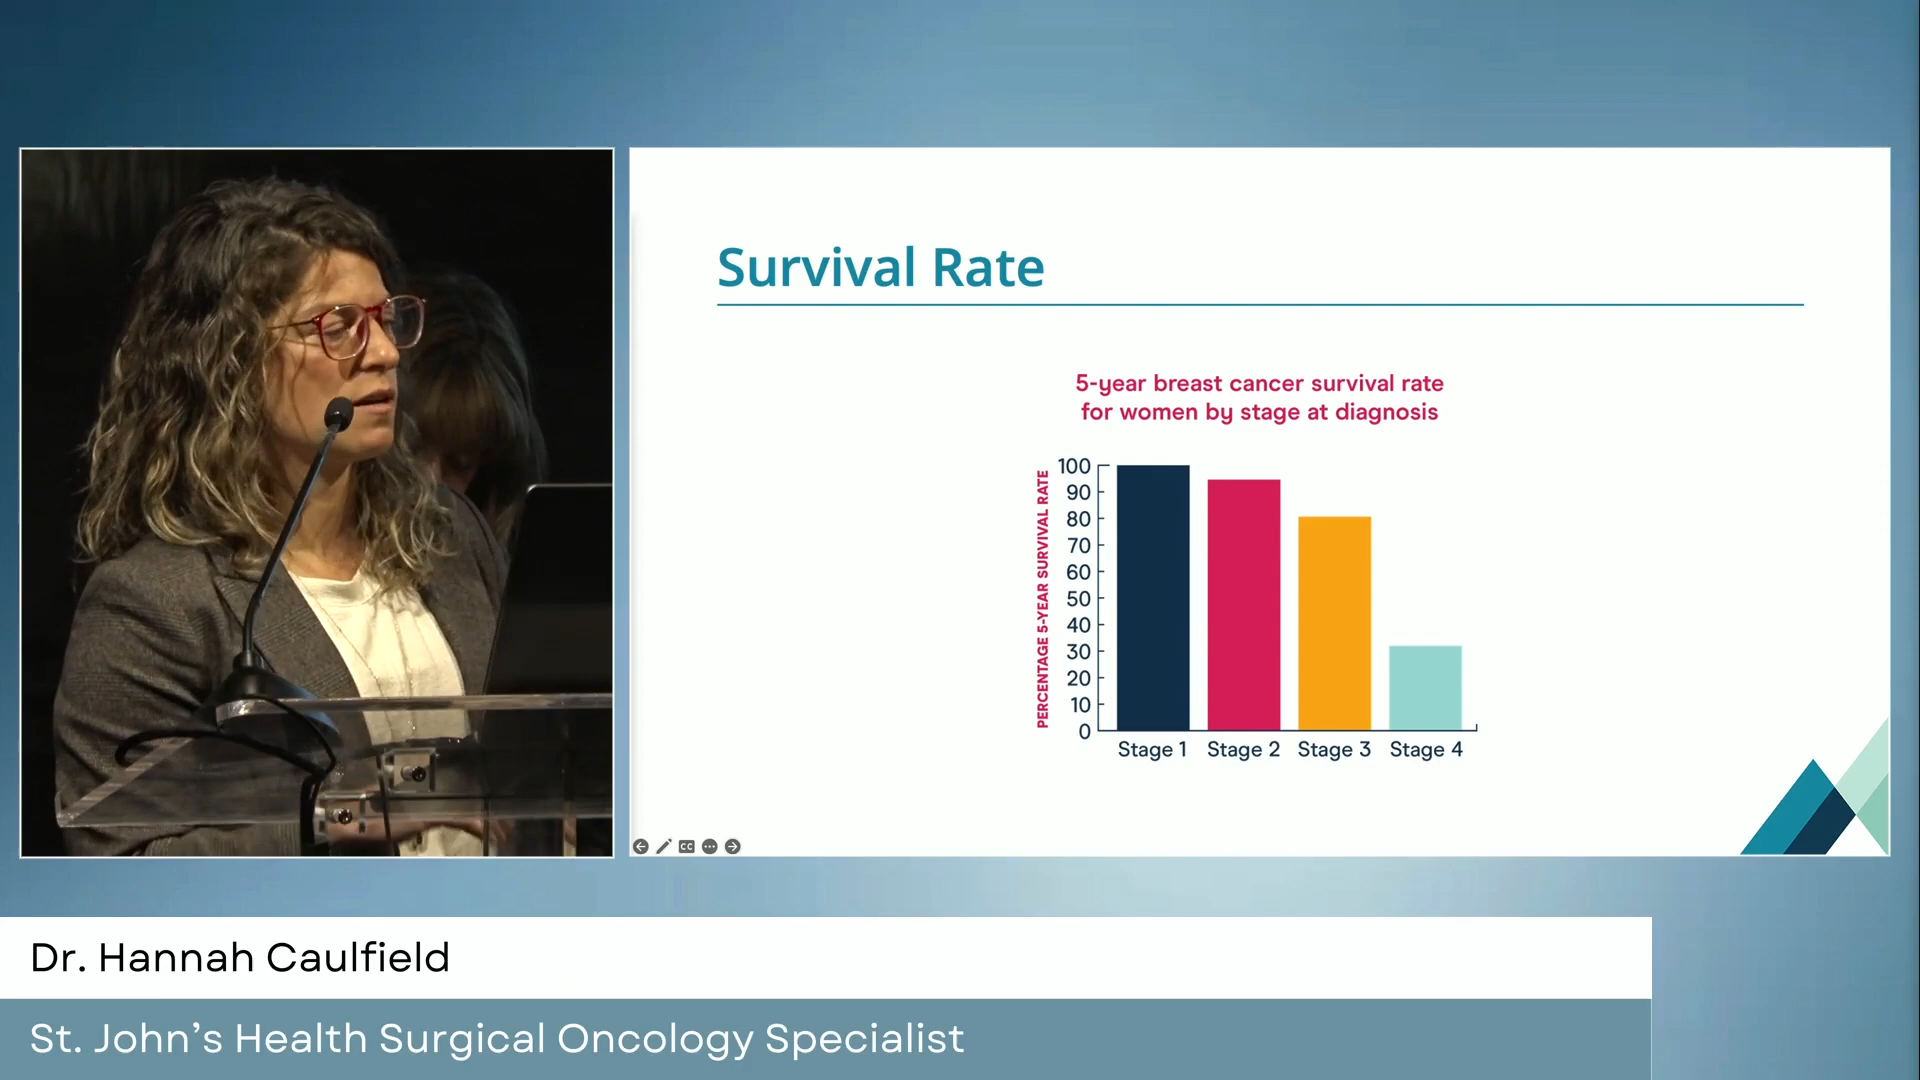 Survival Rate
5-year breast cancer survival rate
for women by stage at diagnosis
PERCENTAGE 5-YEAR SURVIVAL RATE
100
90
80
70
60
50
40
30
20
10
0
Stage 1 Stage 2 Stage 3 Stage 4
CC
Dr. Hannah Caulfield
St. John’s Health Surgical Oncology Specialist